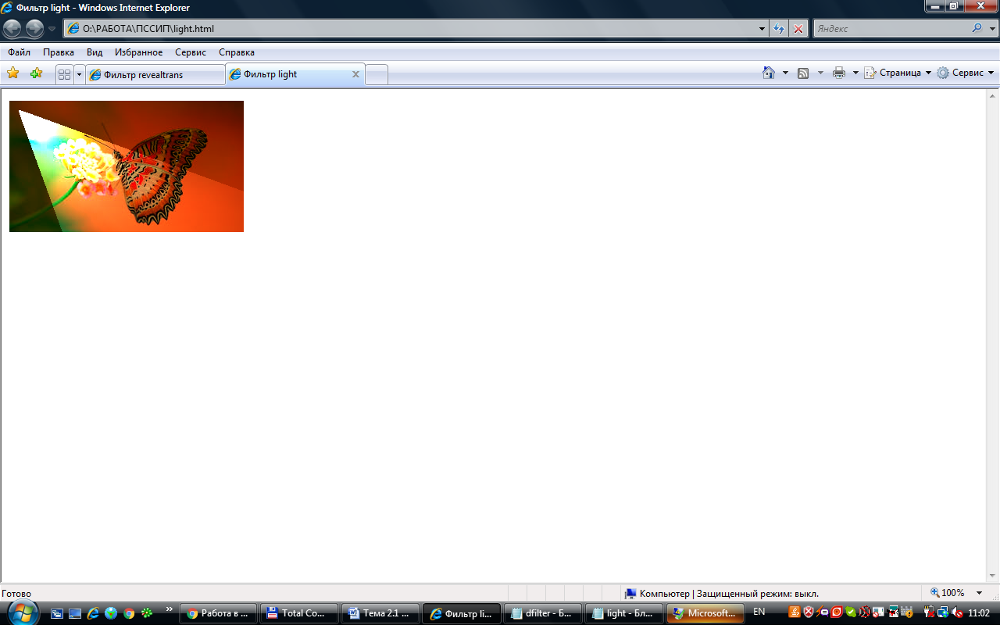 Фильтр light - Windows Internet Explorer
O:\РАБОТА\ПССИП\light.html
Яндекс
Файл Правка Вид Избранное Сервис Справка
Фильтр revealtrans
Фильтр light
Страница
Сервис
Готово
Компьютер | Защищенный режим: выкл.
100%
Работа в ...
Total Co...
Тема 2.1 ...
Фильтр li...
dfilter - Б...
light - Бл...
Microsoft...
EN
11:02